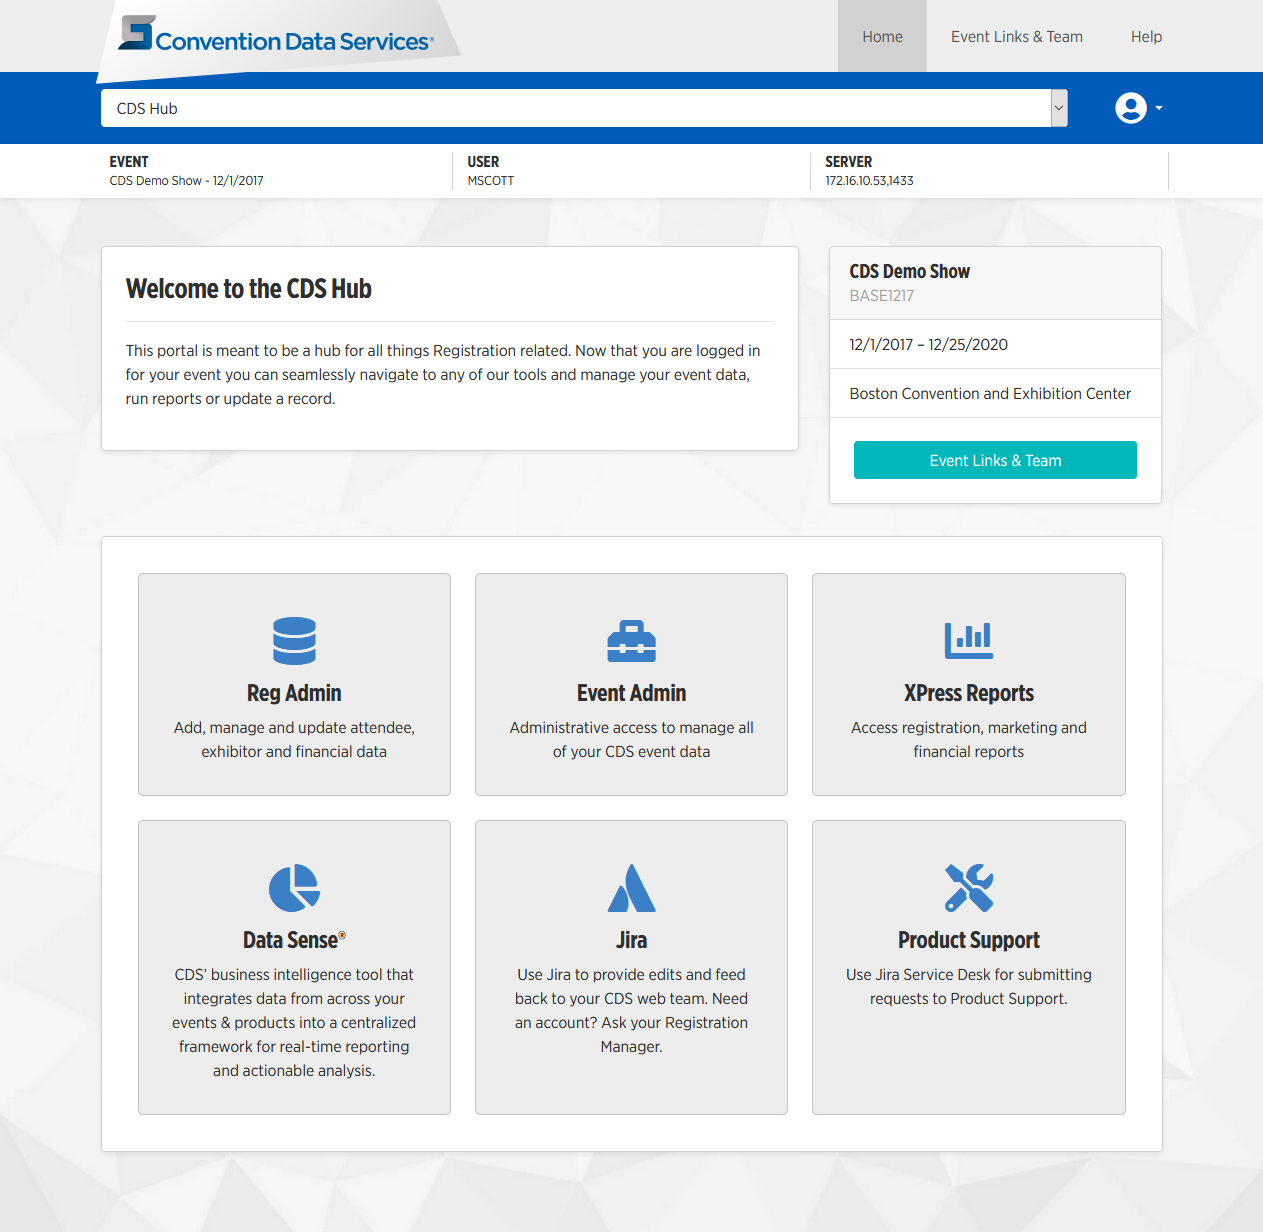 Convention Data Services®
Home
Event Links & Team
Help
CDS Hub
EVENT
CDS Demo Show - 12/1/2017
USER
MSCOTT
SERVER
172.16.10.53,1433
Welcome to the CDS Hub
This portal is meant to be a hub for all things Registration related. Now that you are logged in
for your event you can seamlessly navigate to any of our tools and manage your event data,
run reports or update a record.
CDS Demo Show
BASE1217
12/1/2017 – 12/25/2020
Boston Convention and Exhibition Center
Event Links & Team
Reg Admin
Add, manage and update attendee,
exhibitor and financial data
Event Admin
Administrative access to manage all
of your CDS event data
XPress Reports
Access registration, marketing and
financial reports
Data Sense®
CDS’ business intelligence tool that
integrates data from across your
events & products into a centralized
framework for real-time reporting
and actionable analysis.
Jira
Use Jira to provide edits and feed
back to your CDS web team. Need
an account? Ask your Registration
Manager.
Product Support
Use Jira Service Desk for submitting
requests to Product Support.